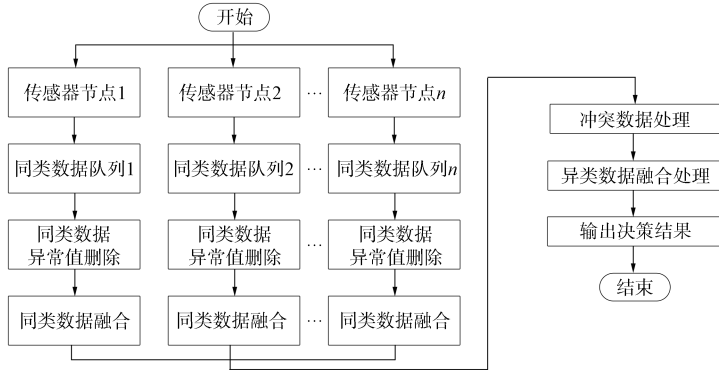 开始
传感器节点1
传感器节点2
…
传感器节点n
同类数据队列1
同类数据队列2
…
同类数据队列n
同类数据
异常值删除
同类数据
异常值删除
…
同类数据
异常值删除
同类数据融合
同类数据融合
…
同类数据融合
冲突数据处理
异类数据融合处理
输出决策结果
结束